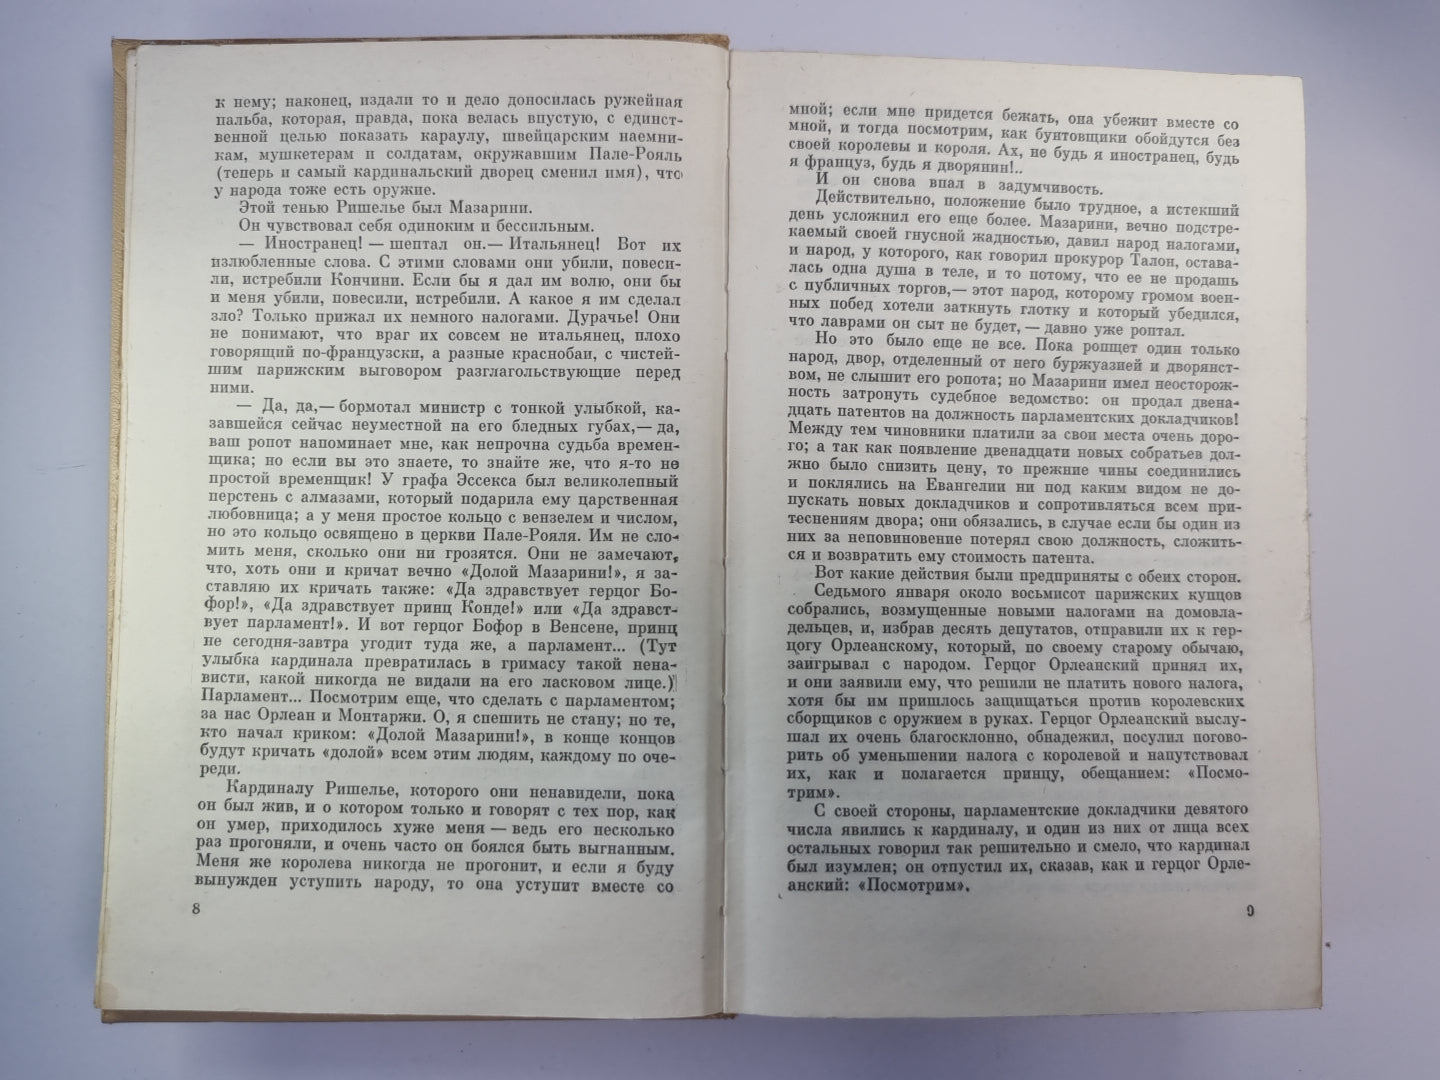 к нему; наконец, издали то и дело доносилась ружейная
пальба, которая, правда, пока велась впустую, с единст-
венной целью показать караулу, швейцарским наемни-
кам, мушкетерам и солдатам, окружавшим Пале-Рояль
(теперь и самый кардинальский дворец сменил имя), что
у народа тоже есть оружие.
Этой тенью Ришелье был Мазарини.
Он чувствовал себя одиноким и бессильным.
— Иностранец! — шептал он.— Итальянец! Вот их
излюбленные слова. С этими словами они убили, повеси-
ли, истребили Кончини. Если бы я дал им волю, они бы
и меня убили, повесили, истребили. А какое я им сделал
зло? Только прижал их немного налогами. Дурачье! Они
не понимают, что враг их совсем не итальянец, плохо
говорящий по-французски, а разные краснобаи, с чистей-
шим парижским выговором разглагольствующие перед
ними.
— Да, да,— бормотал министр с тонкой улыбкой, ка-
завшейся сейчас неуместной на его бледных губах,— да,
ваш ропот напоминает мне, как непрочна судьба времен-
щика; но если вы это знаете, то знайте же, что я-то не
простой временщик! У графа Эссекса был великолепный
перстень с алмазами, который подарила ему царственная
любовница; а у меня простое кольцо с вензелем и числом,
но это кольцо освящено в церкви Пале-Рояля. Им не сло-
мить меня, сколько они ни грозятся. Они не замечают,
что, хоть они и кричат вечно «Долой Мазарини!», я за-
ставляю их кричать также: «Да здравствует герцог Бо-
фор!», «Да здравствует принц Конде!» или «Да здравст-
вует парламент!». И вот герцог Бофор в Венсене, принц
не сегодня-завтра угодит туда же, а парламент... (Тут
улыбка кардинала превратилась в гримасу такой нена-
висти, какой никогда не видали на его ласковом лице.)
Парламент... Посмотрим еще, что сделать с парламентом;
за нас Орлеан и Монтаржи. О, я спешить не стану; но те,
кто начал криком: «Долой Мазарини!», в конце концов
будут кричать «долой» всем этим людям, каждому по оче-
реди.
Кардиналу Ришелье, которого они ненавидели, пока
он был жив, и о котором только и говорят с тех пор, как
он умер, приходилось хуже меня — ведь его несколько
раз прогоняли, и очень часто он боялся быть выгнанным.
Меня же королева никогда не прогонит, и если я буду
вынужден уступить народу, то она уступит вместе со
8
мной; если мне придется бежать, она убежит вместе со
мной, и тогда посмотрим, как бунтовщики обойдутся без
своей королевы и короля. Ах, не будь я иностранец, будь
я француз, будь я дворянин!..
И он снова впал в задумчивость.
Действительно, положение было трудное, а истекший
день усложнил его еще более. Мазарини, вечно подстре-
каемый своей гнусной жадностью, давил народ налогами,
и народ, у которого, как говорил прокурор Талон, остава-
лась одна душа в теле, и то потому, что ее не продашь
с публичных торгов,— этот народ, которому громом воен-
ных побед хотели заткнуть глотку и который убедился,
что лаврами он сыт не будет, — давно уже роптал.
Но это было еще не все. Пока ропщет один только
народ, двор, отделенный от него буржуазией и дворянст-
вом, не слышит его ропота; но Мазарини имел неосторож-
ность затронуть судебное ведомство: он продал двена-
дцать патентов на должность парламентских докладчиков!
Между тем чиновники платили за свои места очень доро-
го; а так как появление двенадцати новых собратьев дол-
жно было снизить цену, то прежние чины соединились
и поклялись на Евангелии ни под каким видом не до-
пускать новых докладчиков и сопротивляться всем при-
теснениям двора; они обязались, в случае если бы один из
них за неповиновение потерял свою должность, сложить-
ся и возвратить ему стоимость патента.
Вот какие действия были предприняты с обеих сторон.
Седьмого января около восьмисот парижских купцов
собрались, возмущенные новыми налогами на домовла-
дельцев, и, избрав десять депутатов, отправили их к гер-
цогу Орлеанскому, который, по своему старому обычаю,
заигрывал с народом. Герцог Орлеанский принял их,
и они заявили ему, что решили не платить нового налога,
хотя бы им пришлось защищаться против королевских
сборщиков с оружием в руках. Герцог Орлеанский выслу-
шал их очень благосклонно, обнадежил, посулил погово-
рить об уменьшении налога с королевой и напутствовал
их, как и полагается принцу, обещанием: «Посмо-
трим».
С своей стороны, парламентские докладчики девятого
числа явились к кардиналу, и один из них от лица всех
остальных говорил так решительно и смело, что кардинал
был изумлен; он отпустил их, сказав, как и герцог Орле-
анский: «Посмотрим».
9